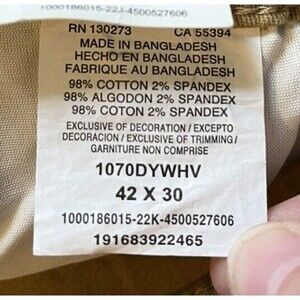 1000186015-22J-4500527606
RN 130273 CA 55394
MADE IN BANGLADESH
HECHO EN BANGLADESH
FABRIQUE AU BANGLADESH
98% COTTON 2% SPANDEX
98% ALGODON 2% SPANDEX
98% COTON 2% SPANDEX
EXCLUSIVE OF DECORATION / EXCEPTO
DECORACION / EXCLUSIVE OF TRIMMING /
GARNITURE NON COMPRISE
1070DYWHV
42 X 30
1000186015-22K-4500527606
191683922465